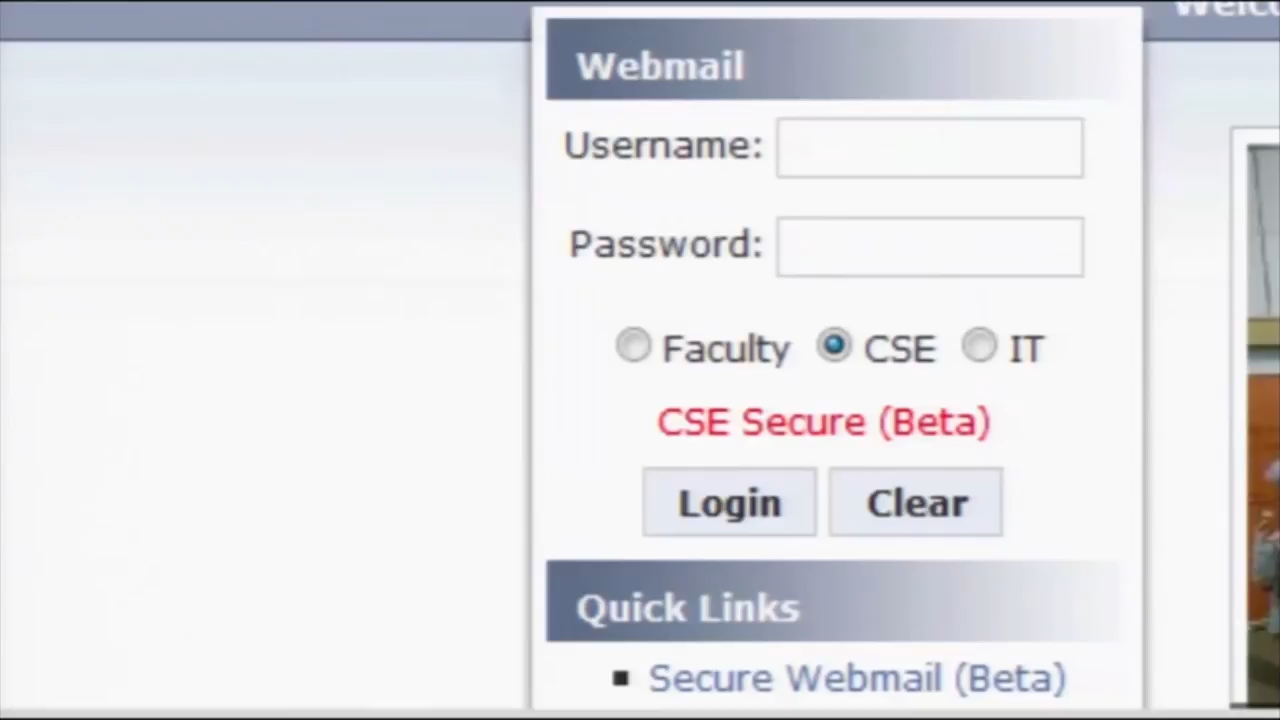 Webmail
Username:
Password:
Faculty CSE IT
CSE Secure (Beta)
Login Clear
Quick Links
Secure Webmail (Beta)